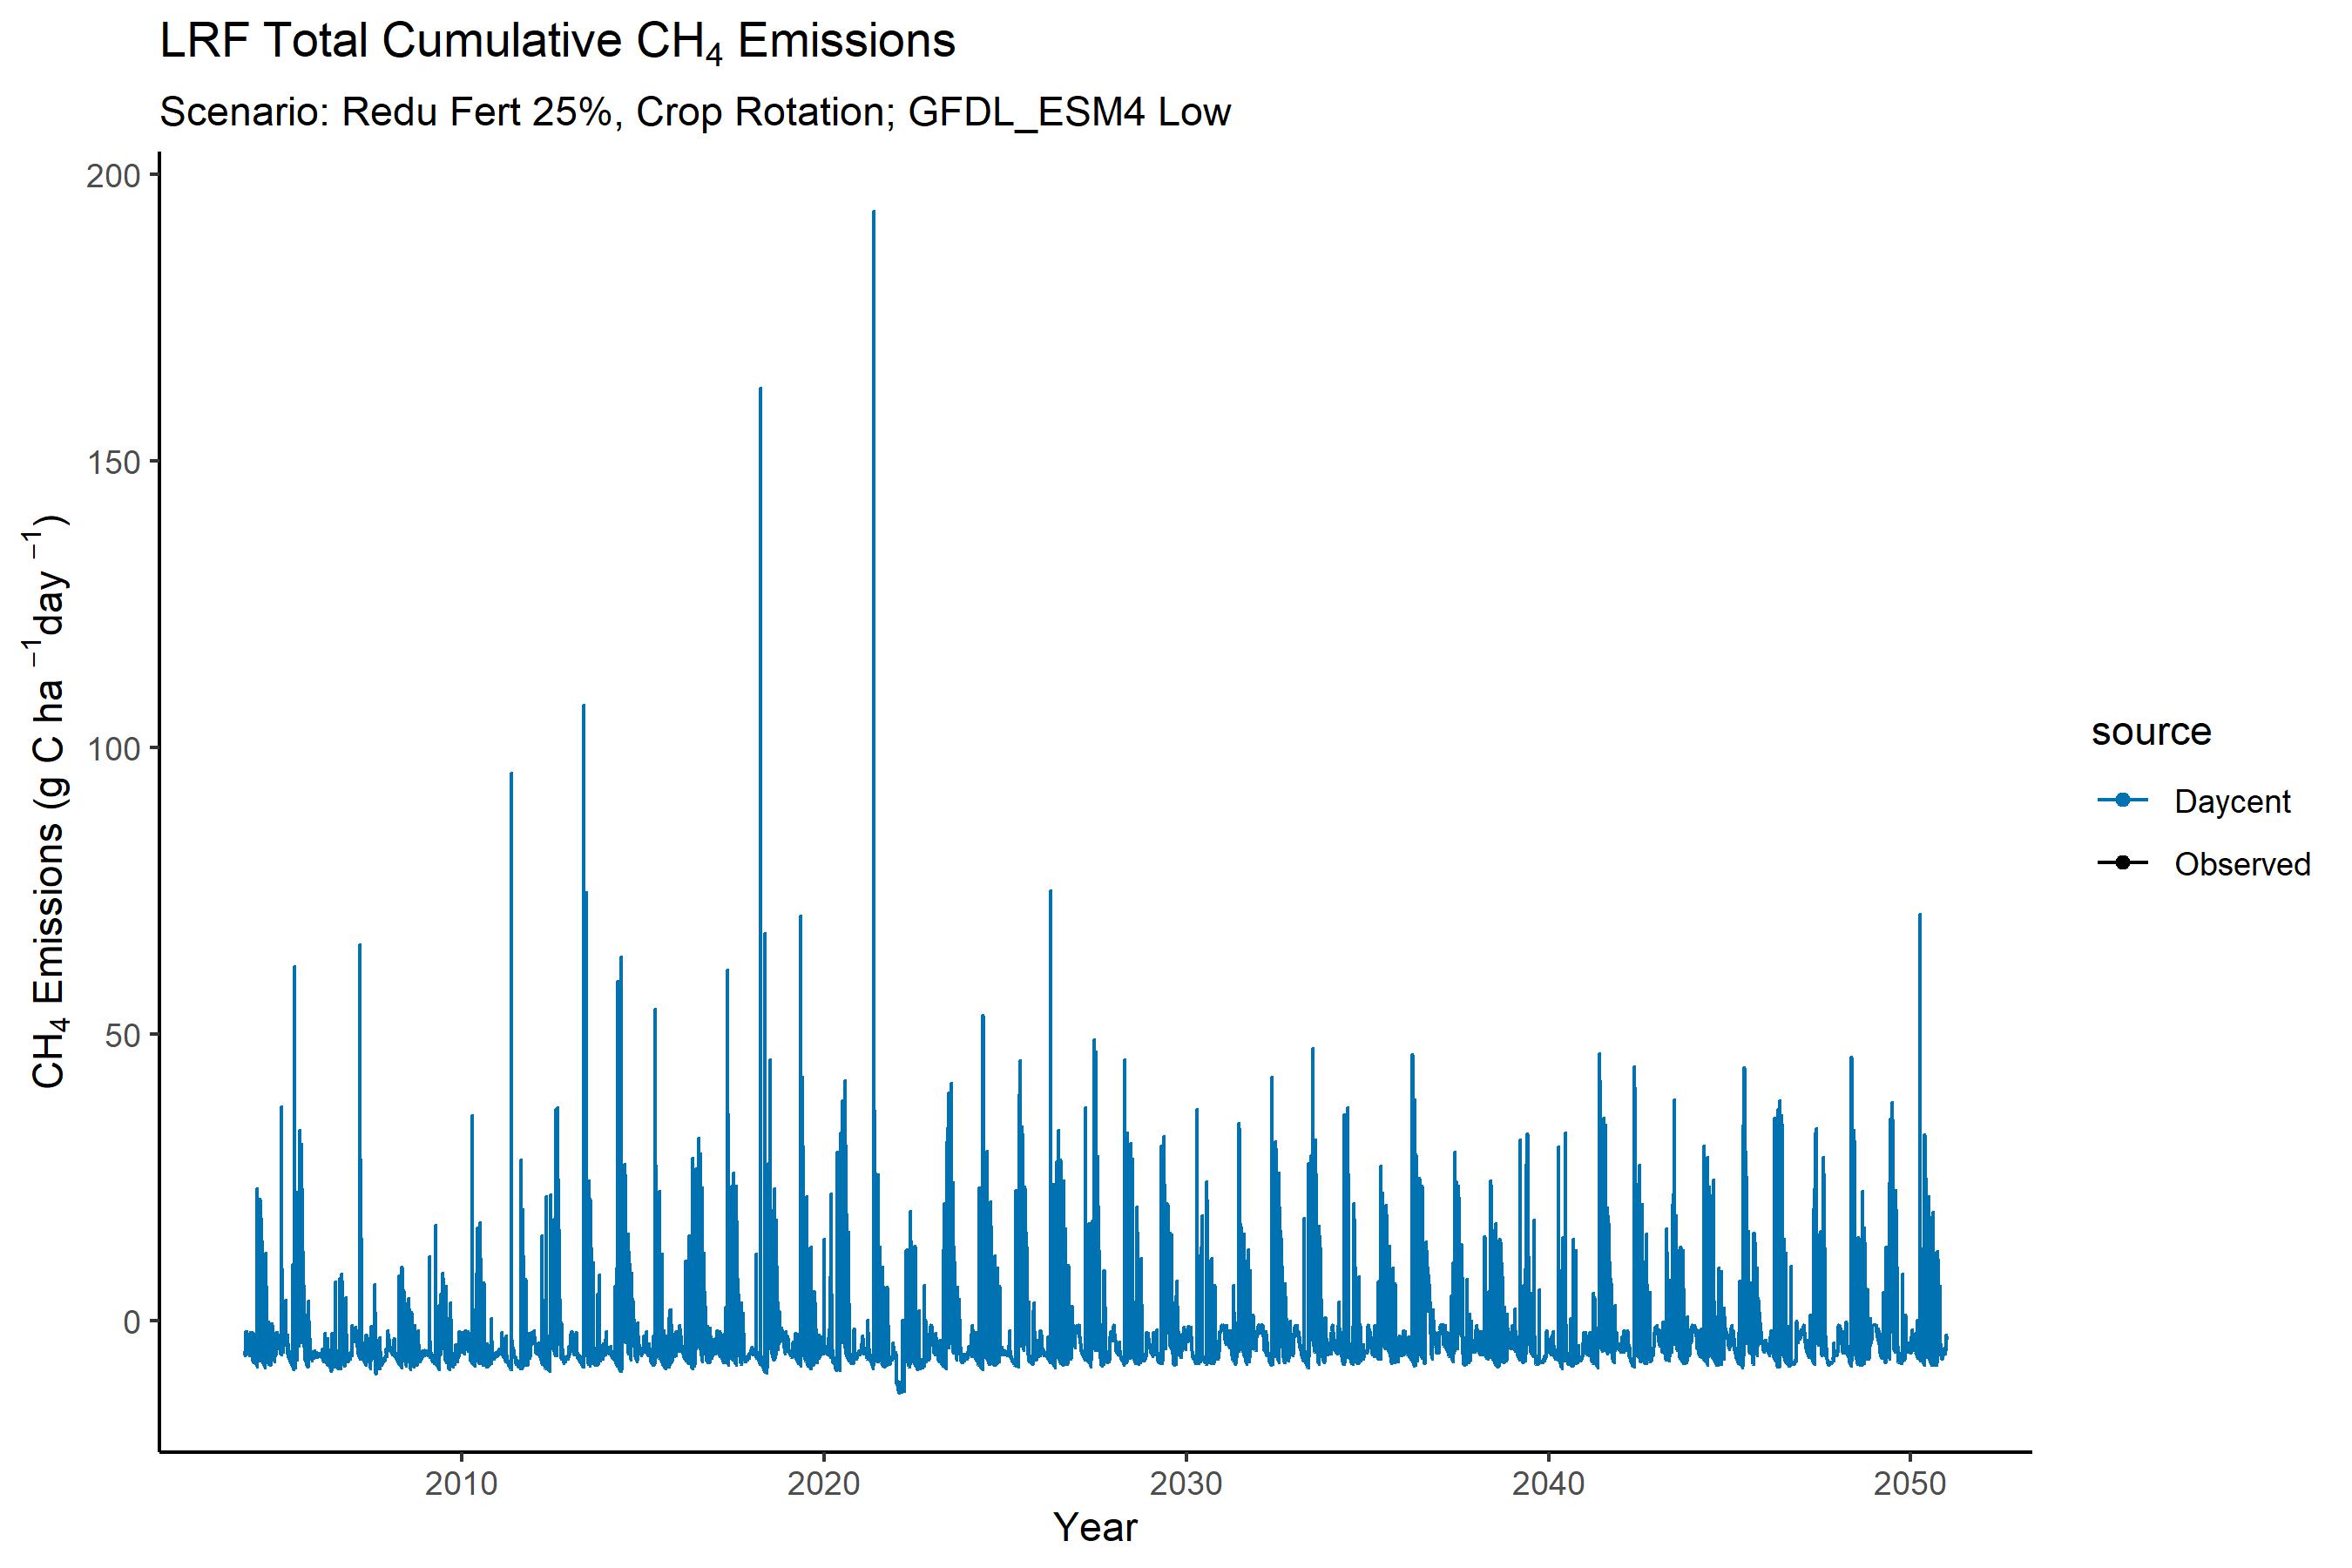 LRF Total Cumulative CH₄ Emissions
Scenario: Redu Fert 25%, Crop Rotation; GFDL_ESM4 Low
CH₄ Emissions (g C ha ⁻¹day ⁻¹)
200
150
100
50
0
2010 2020 2030 2040 2050
Year
source
Daycent
Observed